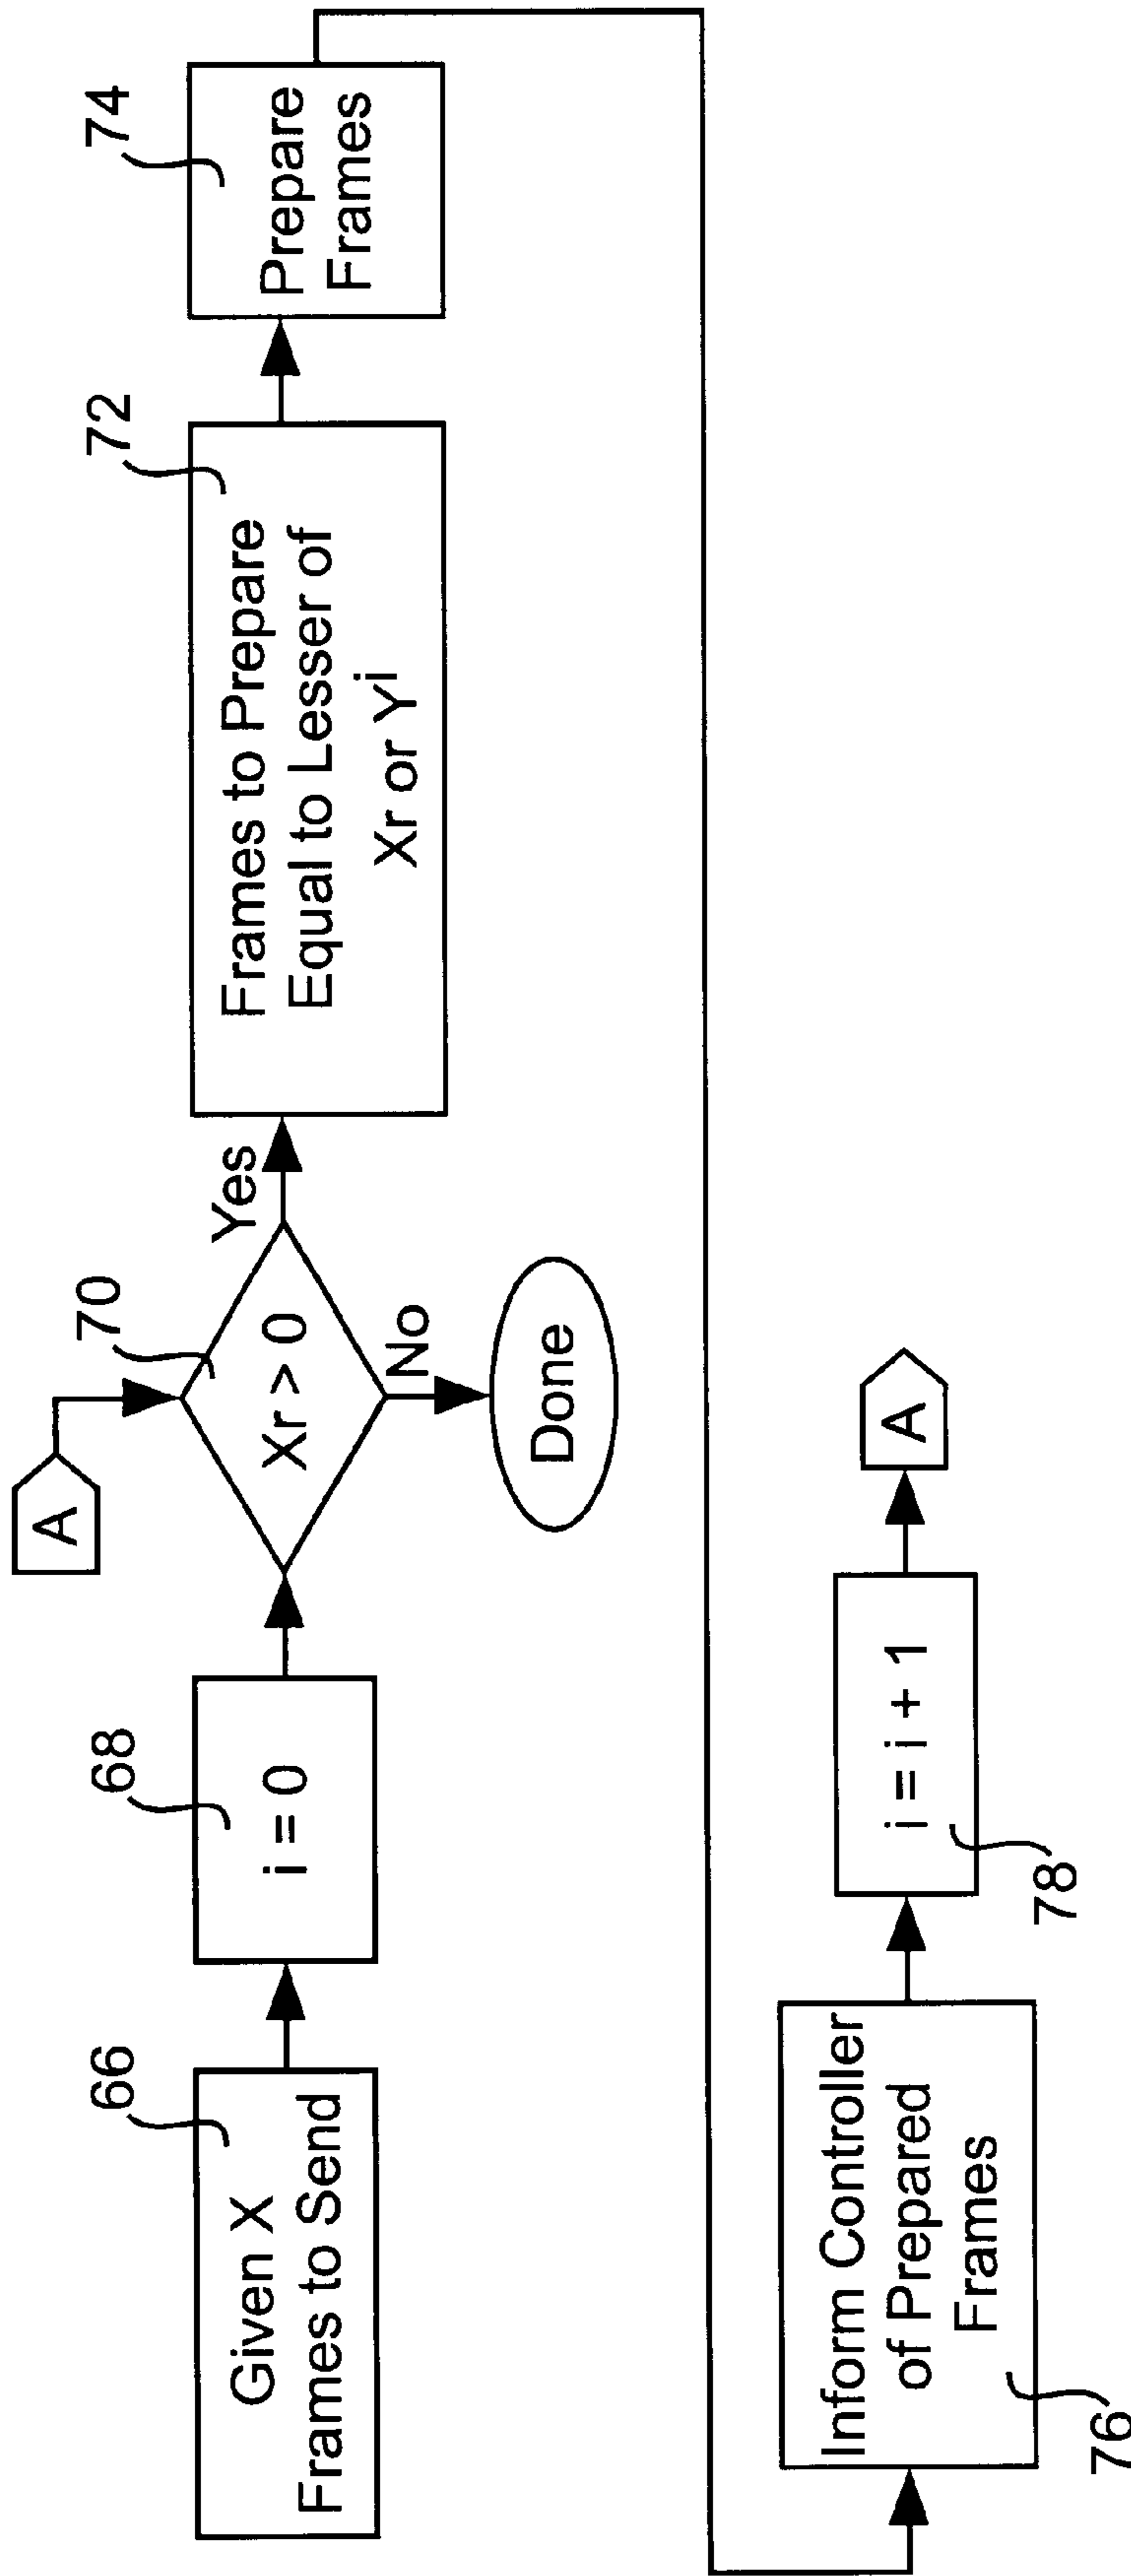 66
Given X
Frames to Send
68
i = 0
A
70
Xr > 0
Yes
No
Done
72
Frames to Prepare
Equal to Lesser of
Xr or Yⁱ
74
Prepare
Frames
Inform Controller
of Prepared
Frames
76
i = i + 1
78
A